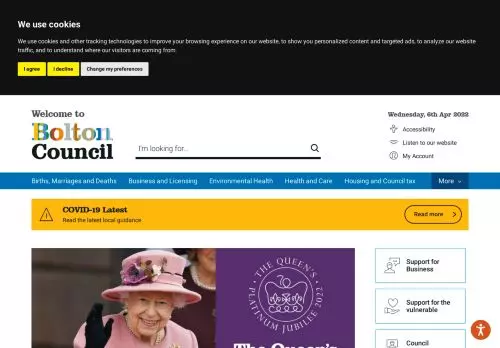 We use cookies
We use cookies and other tracking technologies to improve your browsing experience on our website, to show you personalized content and targeted ads, to analyze our website
traffic, and to understand where our visitors are coming from.
I agree
I decline
Change my preferences
Welcome to
Bolton
Council
I'm looking for...
Wednesday, 6th Apr 2022
Accessibility
Listen to our website
My Account
Births, Marriages and Deaths
Business and Licensing
Environmental Health
Health and Care
Housing and Council tax
More
COVID-19 Latest
Read the latest local guidance
Read more
THE QUEEN'S
PLATINUM JUBILEE 2022
The Queen's
Support for
Business
Support for the
vulnerable
Council